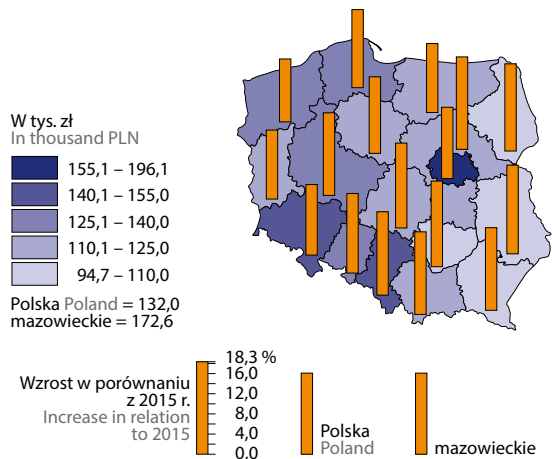 W tys. zł
In thousand PLN
155,1 – 196,1
140,1 – 155,0
125,1 – 140,0
110,1 – 125,0
94,7 – 110,0
Polska Poland = 132,0
mazowieckie = 172,6
Wzrost w porównaniu
z 2015 r.
Increase in relation
to 2015
18,3 %
16,0
12,0
8,0
4,0
0,0
Polska
Poland
mazowieckie